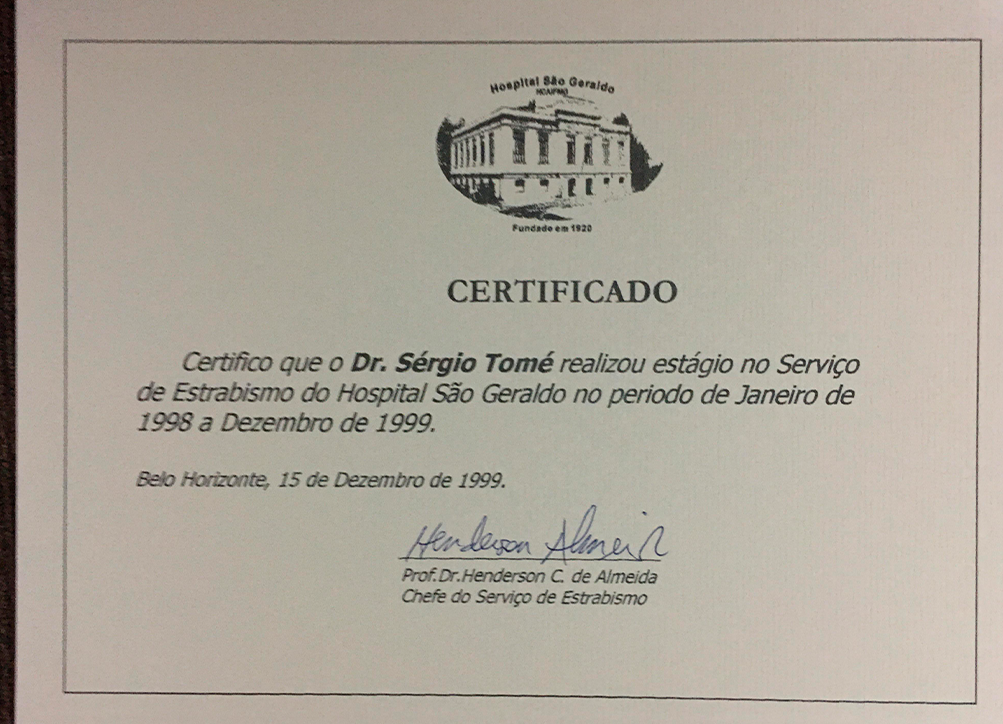 Hospital São Geraldo
Fundado em 1920
CERTIFICADO
Certifico que o Dr. Sérgio Tomé realizou estágio no Serviço
de Estrabismo do Hospital São Geraldo no periodo de Janeiro de
1998 a Dezembro de 1999.
Belo Horizonte, 15 de Dezembro de 1999.
Henderson Almeida
Prof.Dr.Henderson C. de Almeida
Chefe do Serviço de Estrabismo